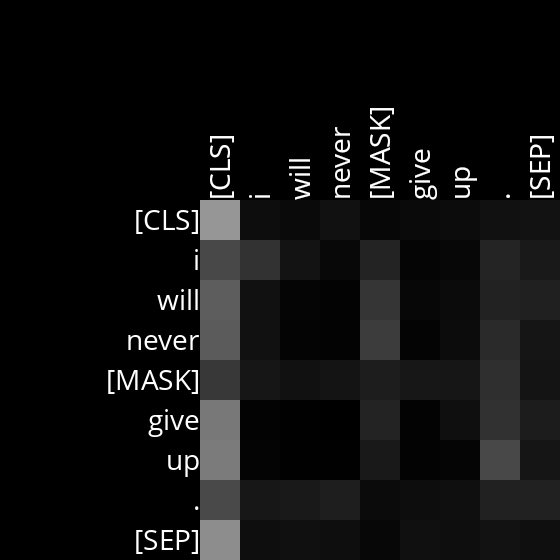 [CLS] i will never [MASK] give up . [SEP]
[CLS]
i
will
never
[MASK]
give
up
.
[SEP]